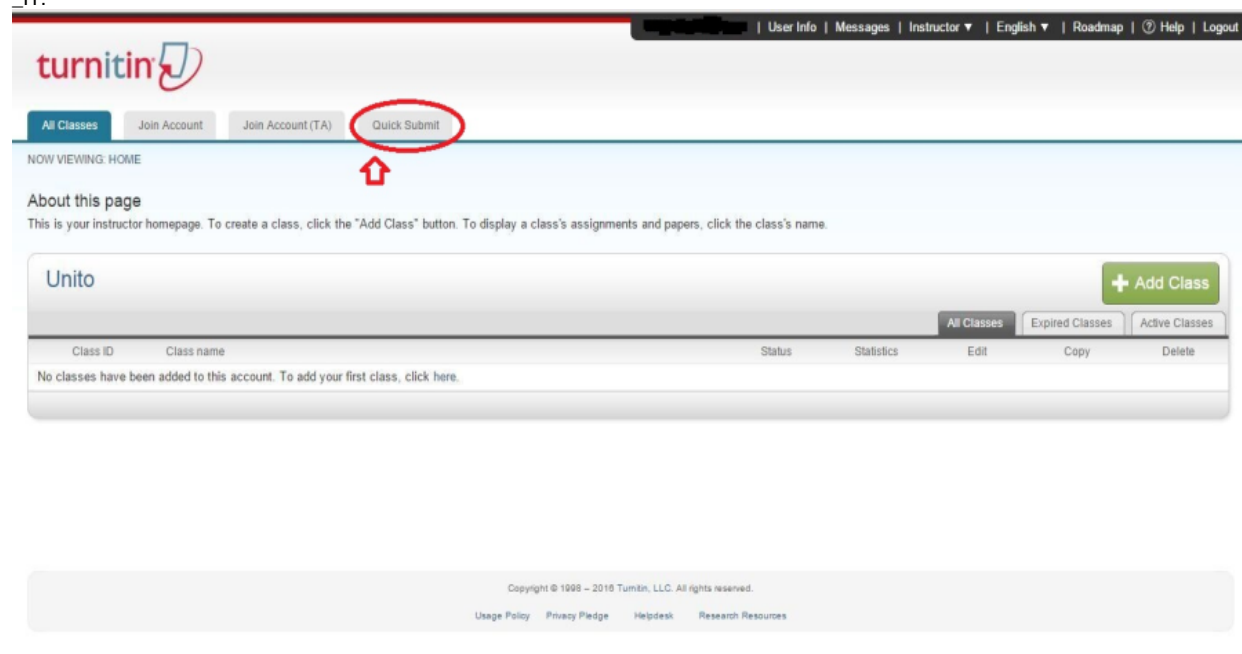 | User Info | Messages | Instructor ▼ | English ▼ | Roadmap | ? Help | Logout
turnitin
All Classes Join Account Join Account (TA) Quick Submit
NOW VIEWING: HOME
About this page
This is your instructor homepage. To create a class, click the "Add Class" button. To display a class's assignments and papers, click the class's name.
Unito
+ Add Class
All Classes Expired Classes Active Classes
Class ID Class name Status Statistics Edit Copy Delete
No classes have been added to this account. To add your first class, click here.
Copyright © 1998 – 2016 Turnitin, LLC. All rights reserved.
Usage Policy Privacy Pledge Helpdesk Research Resources